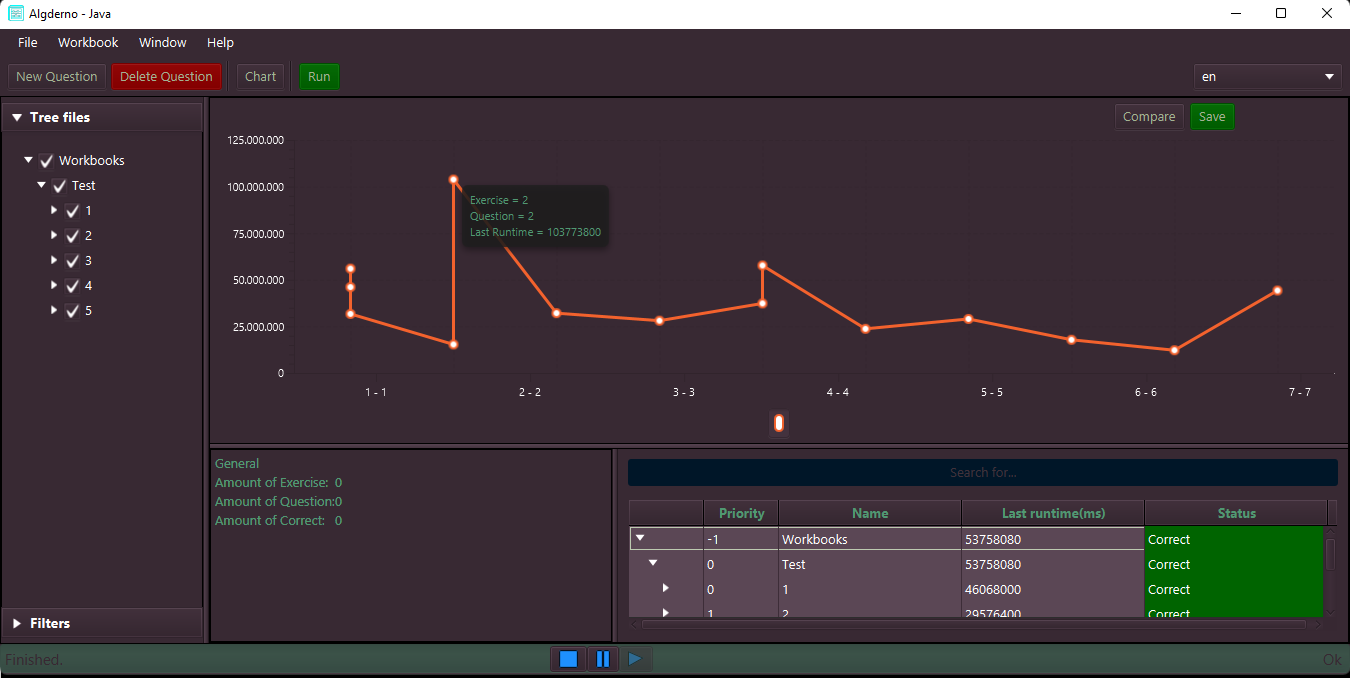 Algderno - Java
File Workbook Window Help
New Question Delete Question Chart Run en
Tree files
Workbooks
Test
1
2
3
4
5
Filters
Compare Save
125.000.000
100.000.000
75.000.000
50.000.000
25.000.000
0
Exercise = 2
Question = 2
Last Runtime = 103773800
1 - 1 2 - 2 3 - 3 4 - 4 5 - 5 6 - 6 7 - 7
General
Amount of Exercise: 0
Amount of Question:0
Amount of Correct: 0
Search for...
Priority Name Last runtime(ms) Status
-1 Workbooks 53758080 Correct
0 Test 53758080 Correct
0 1 46068000 Correct
1 2 29576400 Correct
Finished. Ok